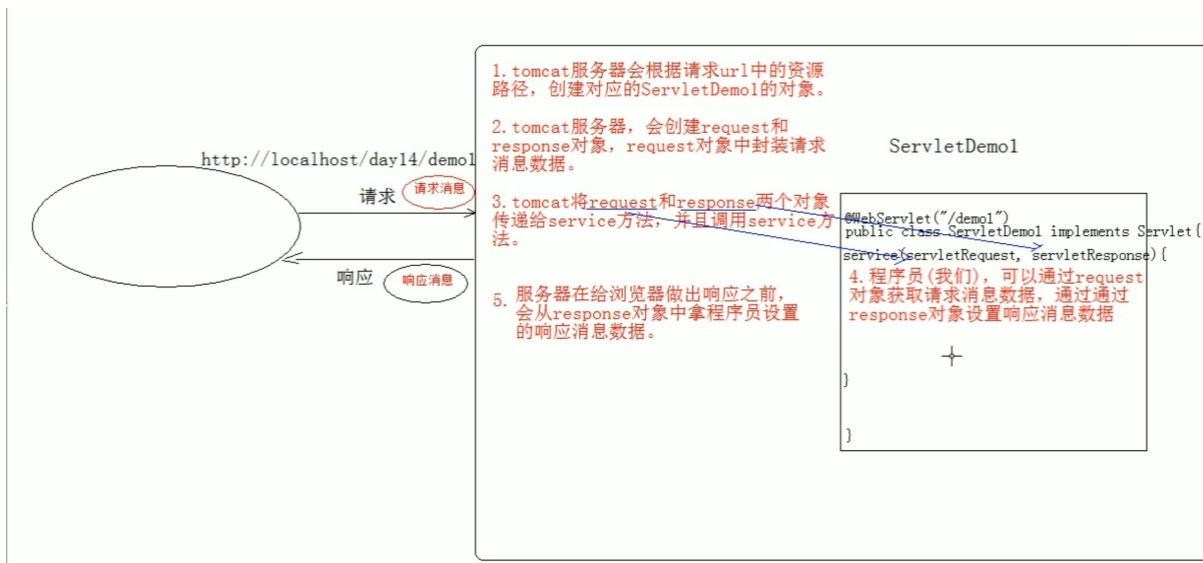 http://localhost/day14/demo1
请求
请求消息
响应
响应消息
1.tomcat服务器会根据请求url中的资源
路径，创建对应的ServletDemo1的对象。
2.tomcat服务器，会创建request和
response对象，request对象中封装请求
消息数据。
3.tomcat将request和response两个对象
传递给service方法，并且调用service方
法。
5. 服务器在给浏览器做出响应之前，
会从response对象中拿程序员设置
的响应消息数据。
ServletDemo1
@WebServlet("/demo1")
public class ServletDemo1 implements Servlet{
service(servletRequest, servletResponse){
4.程序员(我们)，可以通过request
对象获取请求消息数据，通过通过
response对象设置响应消息数据
}
}